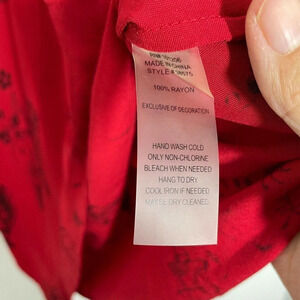 MADE IN CHINA
100% RAYON
EXCLUSIVE OF DECORATION
HAND WASH COLD
ONLY NON-CHLORINE
BLEACH WHEN NEEDED
HANG TO DRY
COOL IRON IF NEEDED
MAY BE DRY CLEANED